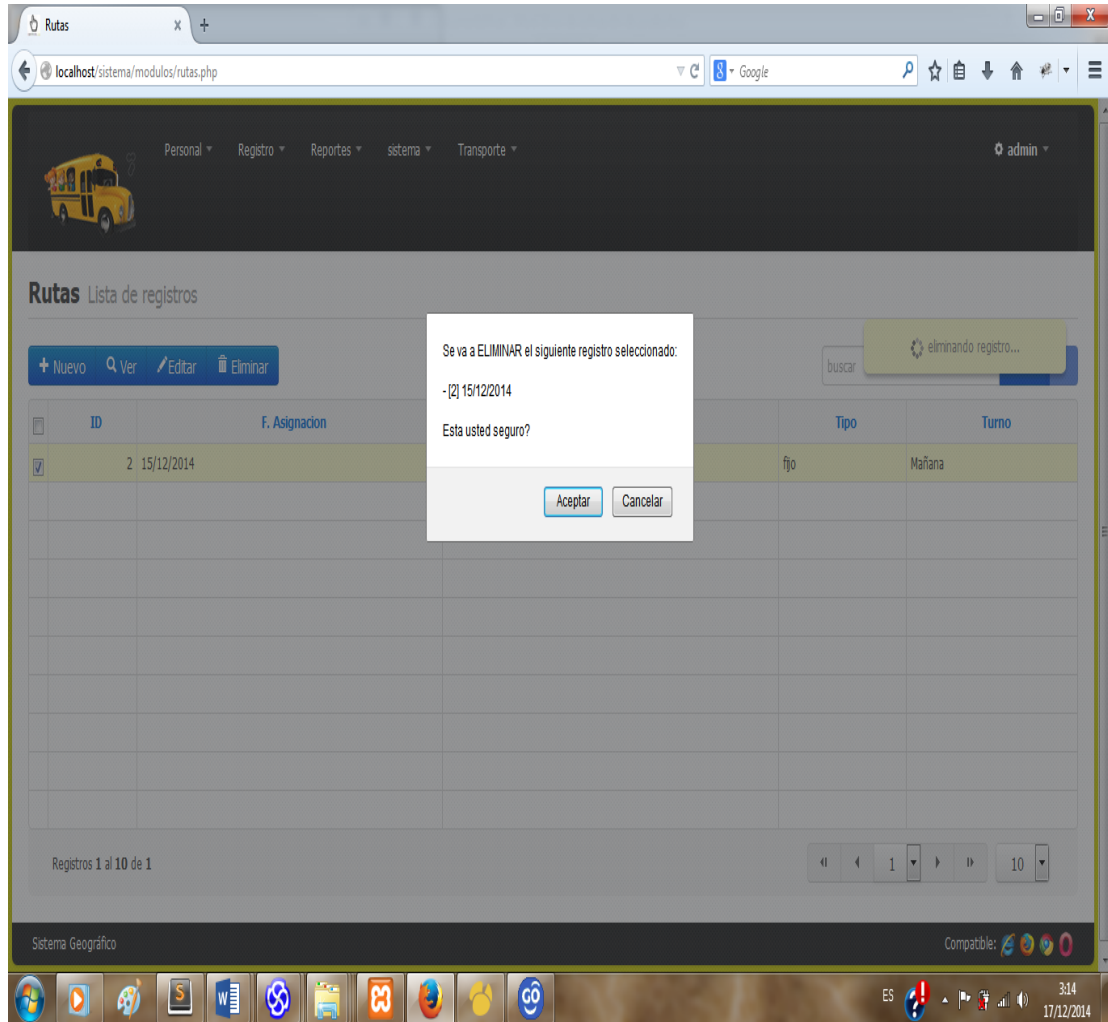 Rutas
localhost/sistema/modulos/rutas.php
Google
Personal Registro Reportes sistema Transporte admin
Rutas Lista de registros
Nuevo Ver Editar Eliminar
buscar
eliminando registro...
Se va a ELIMINAR el siguiente registro seleccionado:
- [2] 15/12/2014
Esta usted seguro?
Aceptar Cancelar
ID F. Asignacion Tipo Turno
2 15/12/2014 fijo Mañana
Registros 1 al 10 de 1
1 10
Sistema Geográfico
Compatible:
ES
3:14
17/12/2014